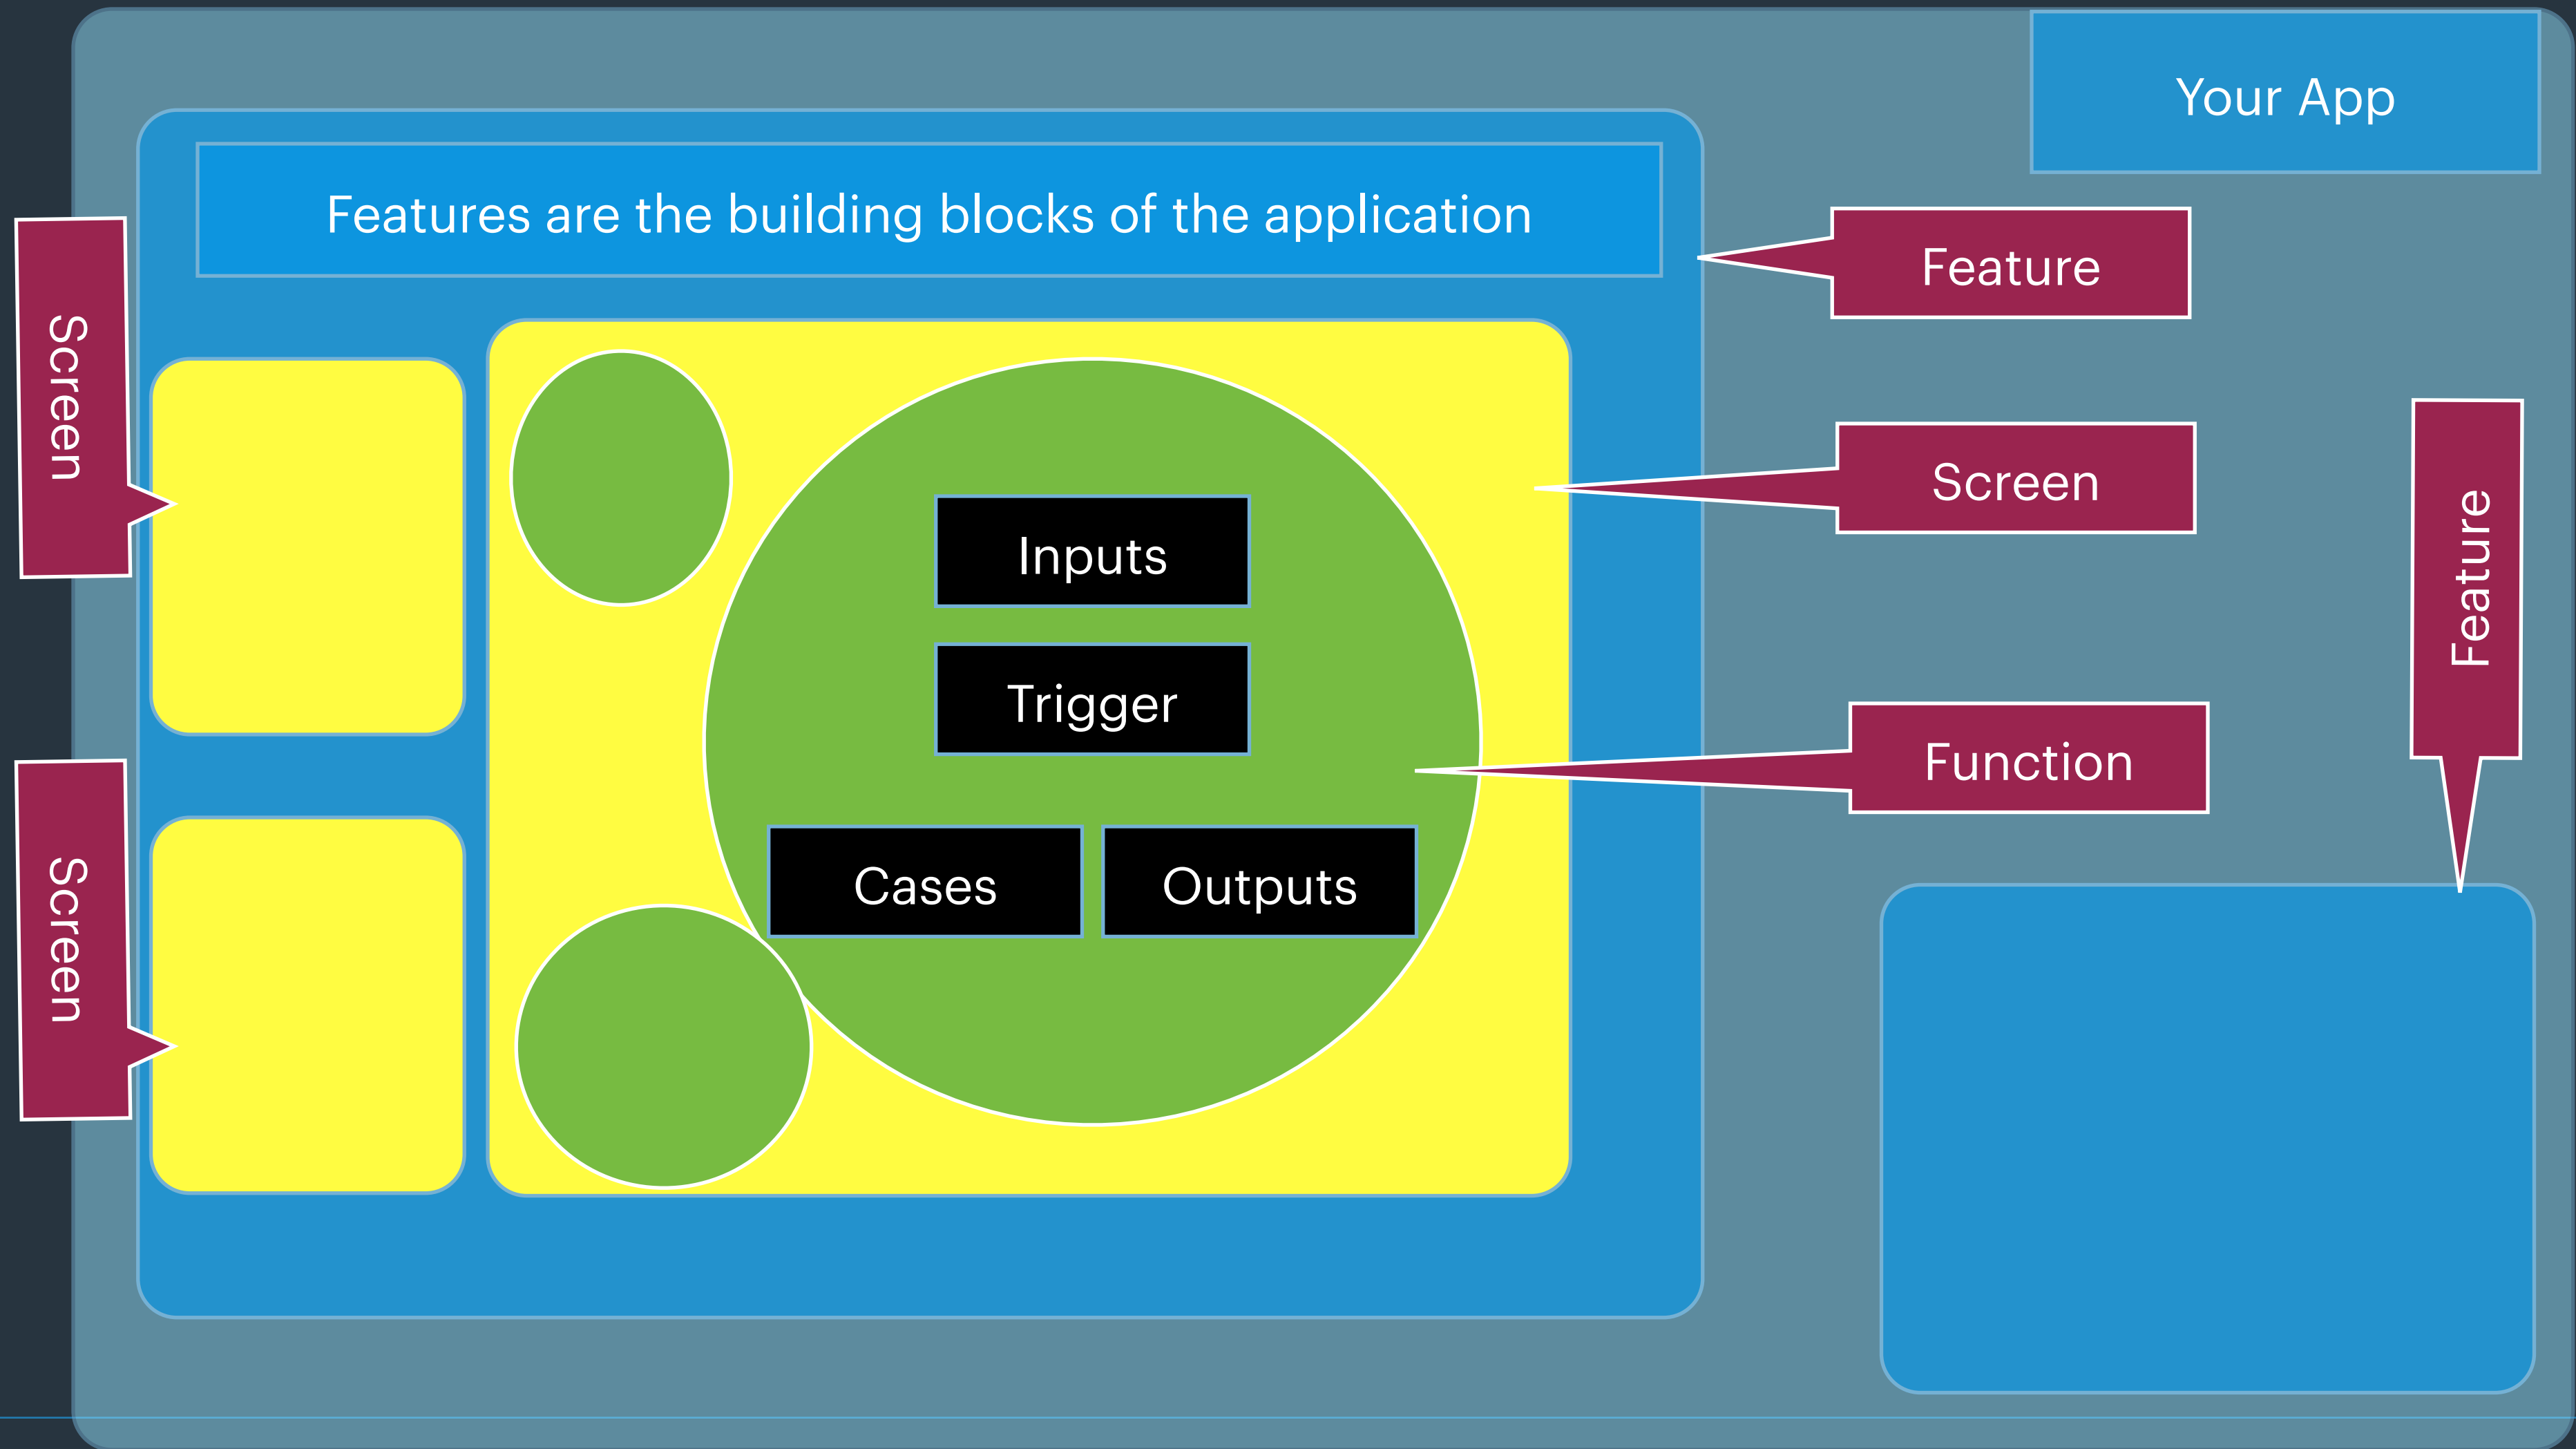 Your App
Features are the building blocks of the application
Feature
Screen
Screen
Feature
Inputs
Trigger
Function
Cases
Outputs
Screen